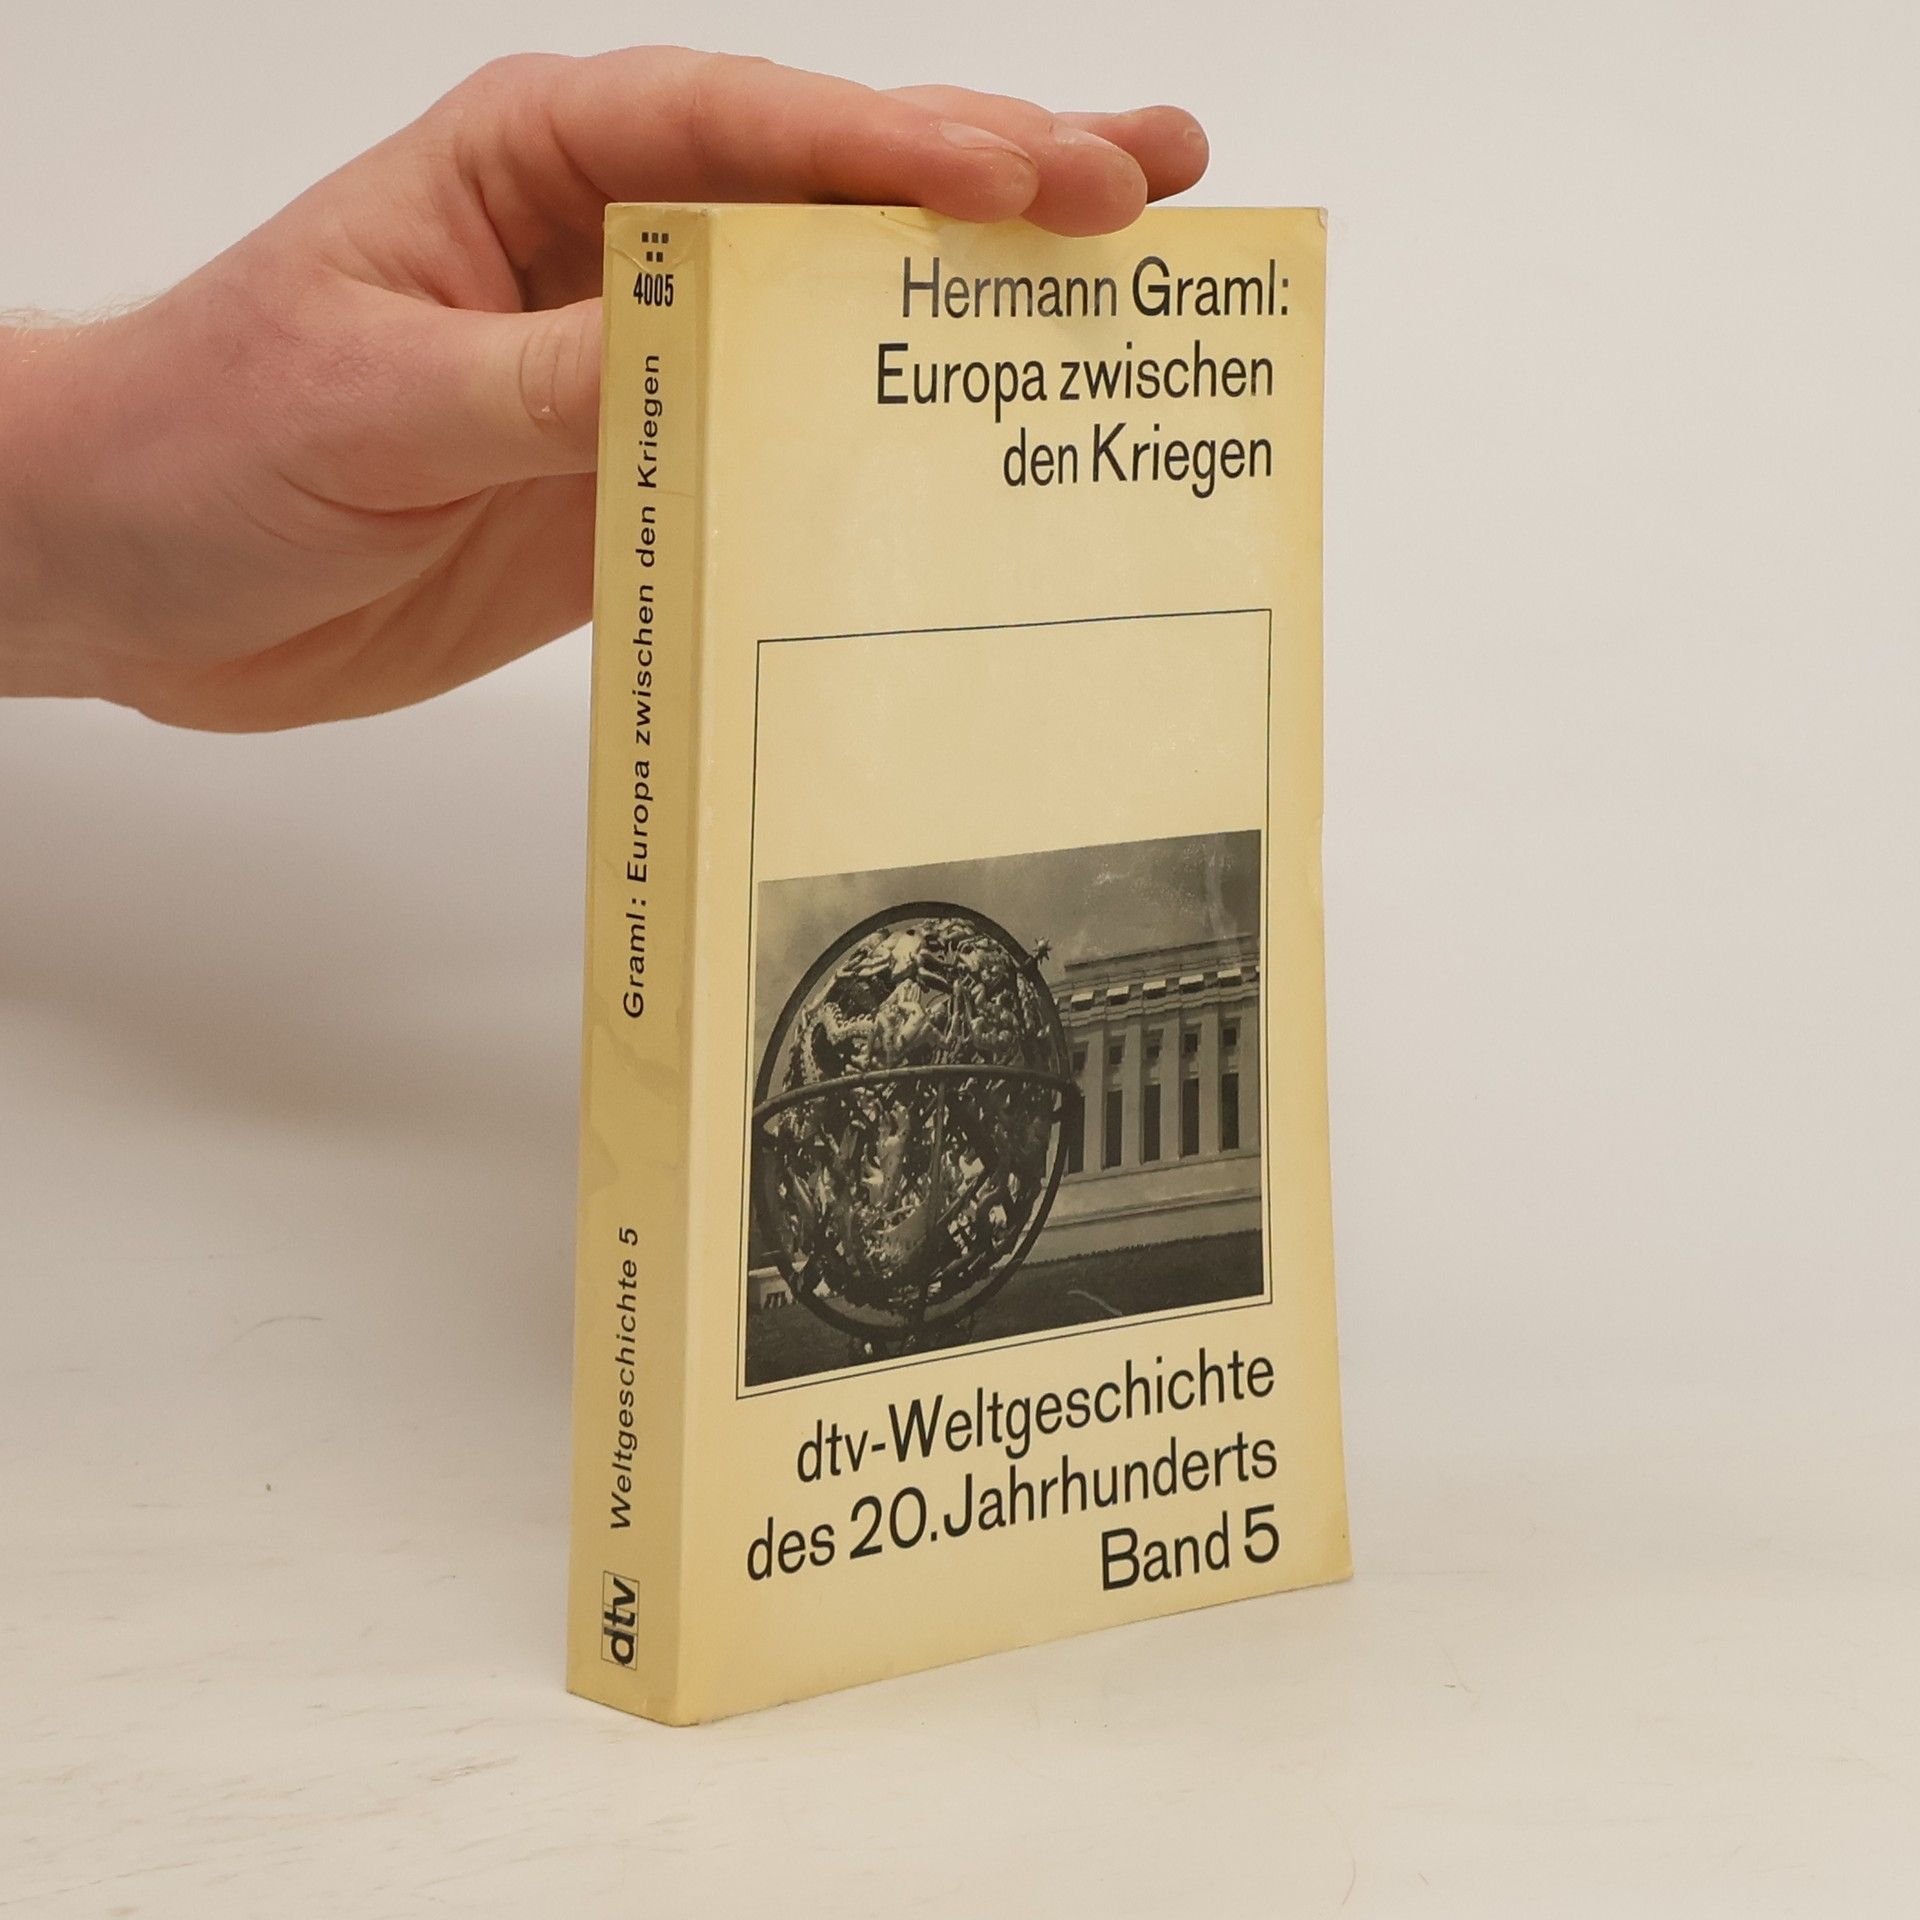 4005
Graml: Europa zwischen den Kriegen
Weltgeschichte 5
dtv
Hermann Graml:
Europa zwischen
den Kriegen
dtv-Weltgeschichte
des 20. Jahrhunderts
Band 5